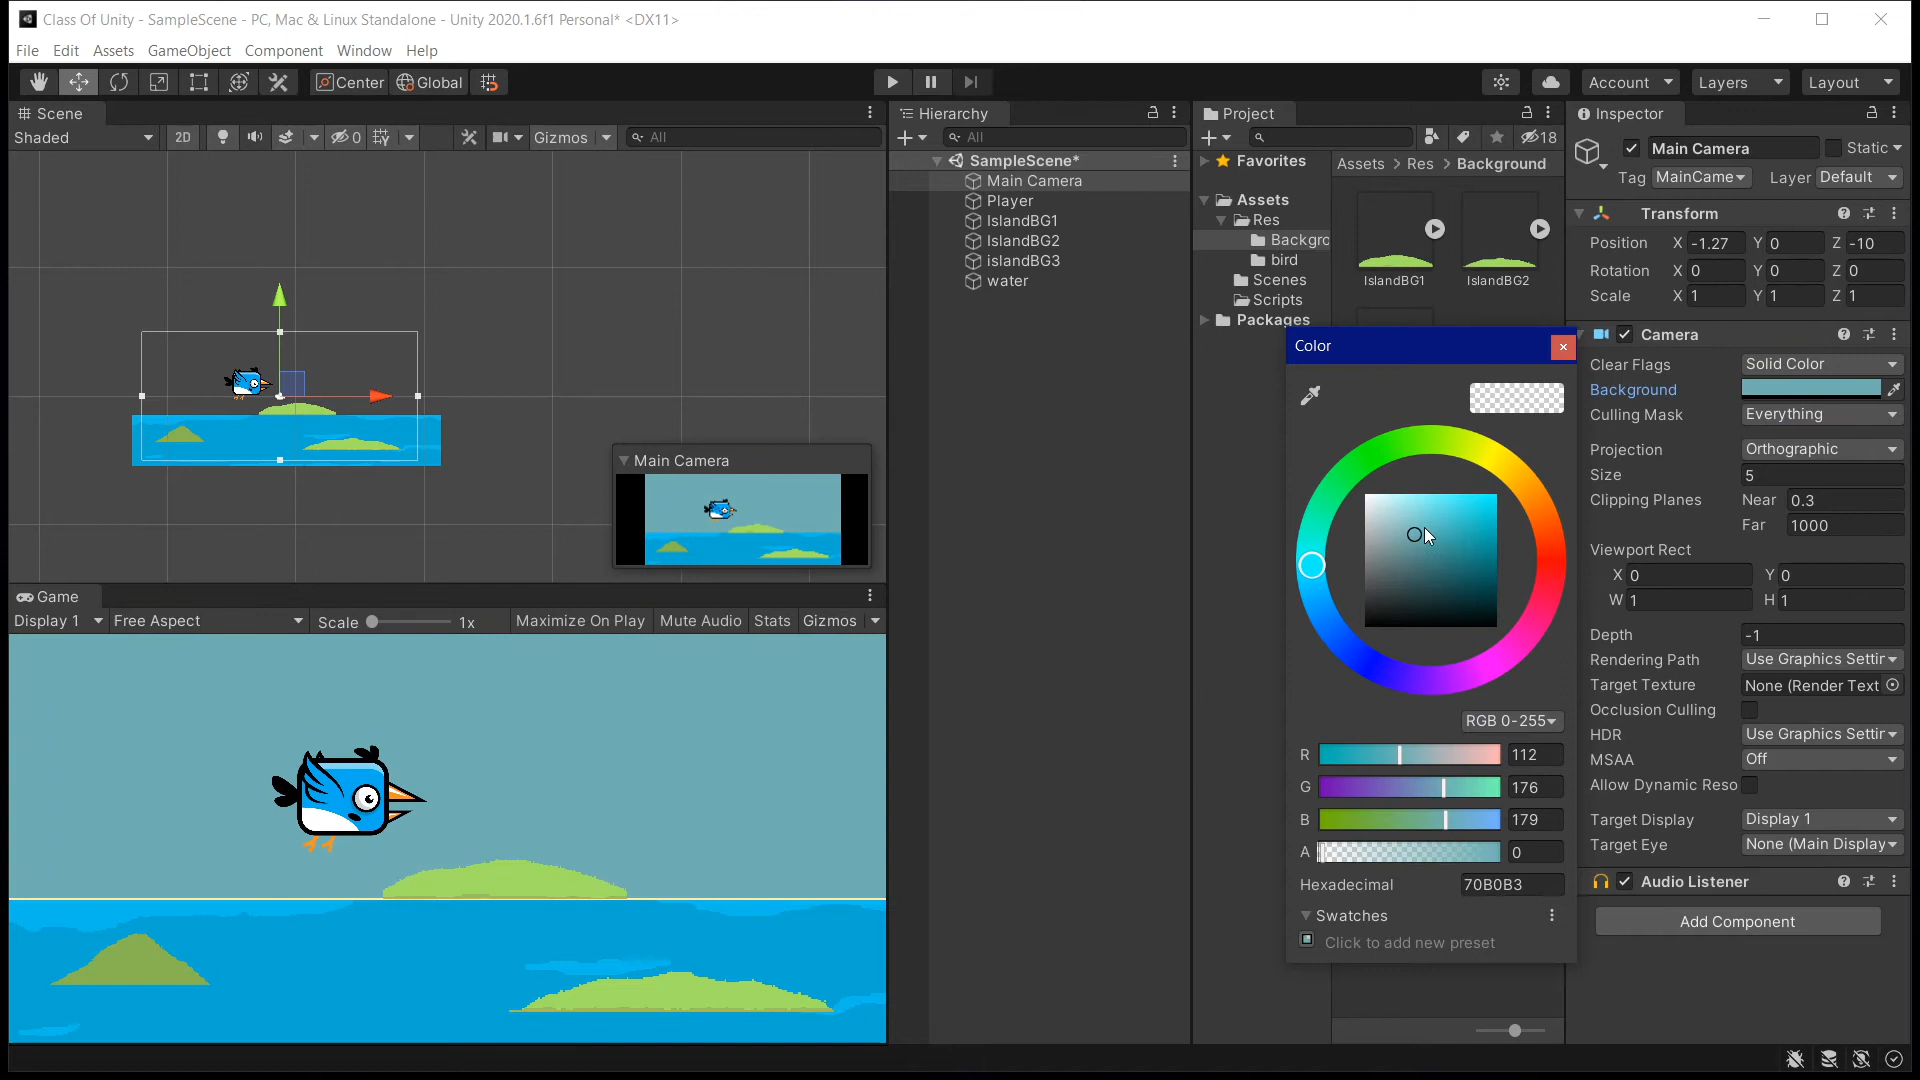 Class Of Unity - SampleScene - PC, Mac & Linux Standalone - Unity 2020.1.6f1 Personal* <DX11>
File Edit Assets GameObject Component Window Help
Center Global Account Layers Layout
Scene
Shaded 2D 0 Gizmos All
Main Camera
Game
Display 1 Free Aspect Scale 1x Maximize On Play Mute Audio Stats Gizmos
Hierarchy
All
SampleScene*
Main Camera
Player
IslandBG1
IslandBG2
islandBG3
water
Project
18
Favorites
Assets
Res
Backgro
bird
Scenes
Scripts
Packages
Assets Res Background
IslandBG1 IslandBG2
Color
RGB 0-255
R 112
G 176
B 179
A 0
Hexadecimal 70B0B3
Swatches
Click to add new preset
Inspector
Main Camera Static
Tag MainCame Layer Default
Transform
Position X -1.27 Y 0 Z -10
Rotation X 0 Y 0 Z 0
Scale X 1 Y 1 Z 1
Camera
Clear Flags Solid Color
Background
Culling Mask Everything
Projection Orthographic
Size 5
Clipping Planes Near 0.3
Far 1000
Viewport Rect
X 0 Y 0
W 1 H 1
Depth -1
Rendering Path Use Graphics Settir
Target Texture None (Render Text
Occlusion Culling
HDR Use Graphics Settir
MSAA Off
Allow Dynamic Reso
Target Display Display 1
Target Eye None (Main Display
Audio Listener
Add Component